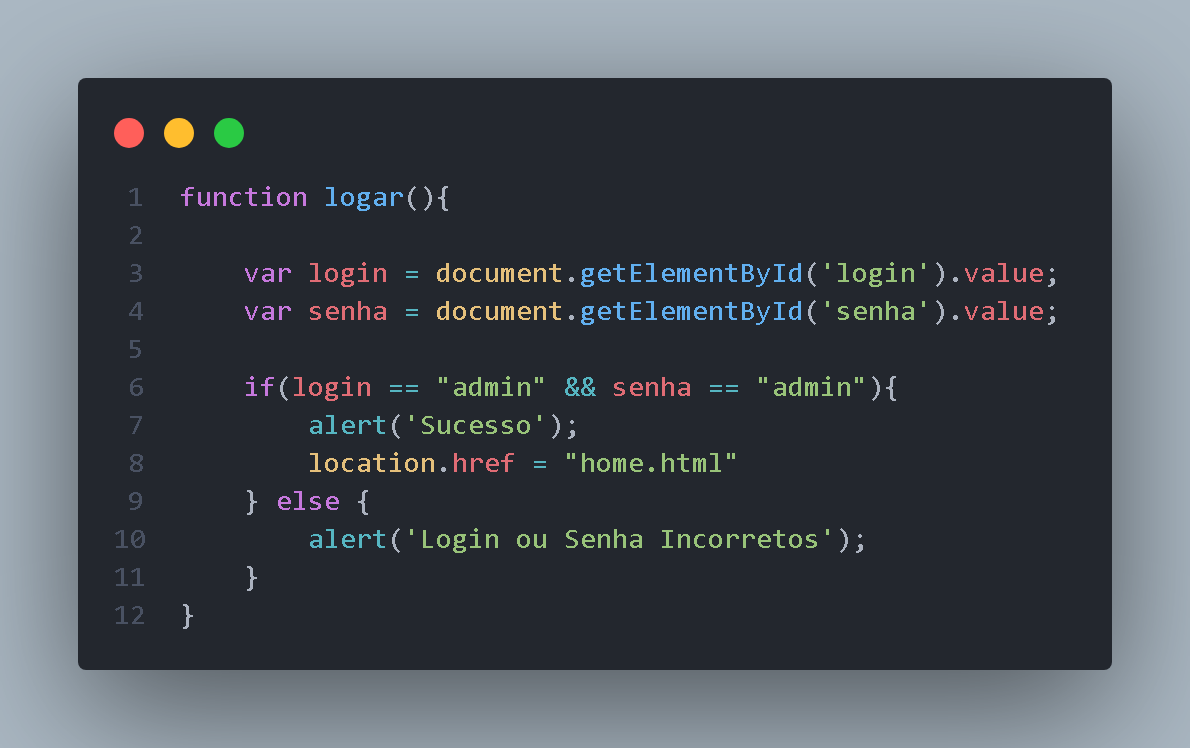 1 function logar(){
2
3     var login = document.getElementById('login').value;
4     var senha = document.getElementById('senha').value;
5
6     if(login == "admin" && senha == "admin"){
7         alert('Sucesso');
8         location.href = "home.html"
9     } else {
10         alert('Login ou Senha Incorretos');
11     }
12 }